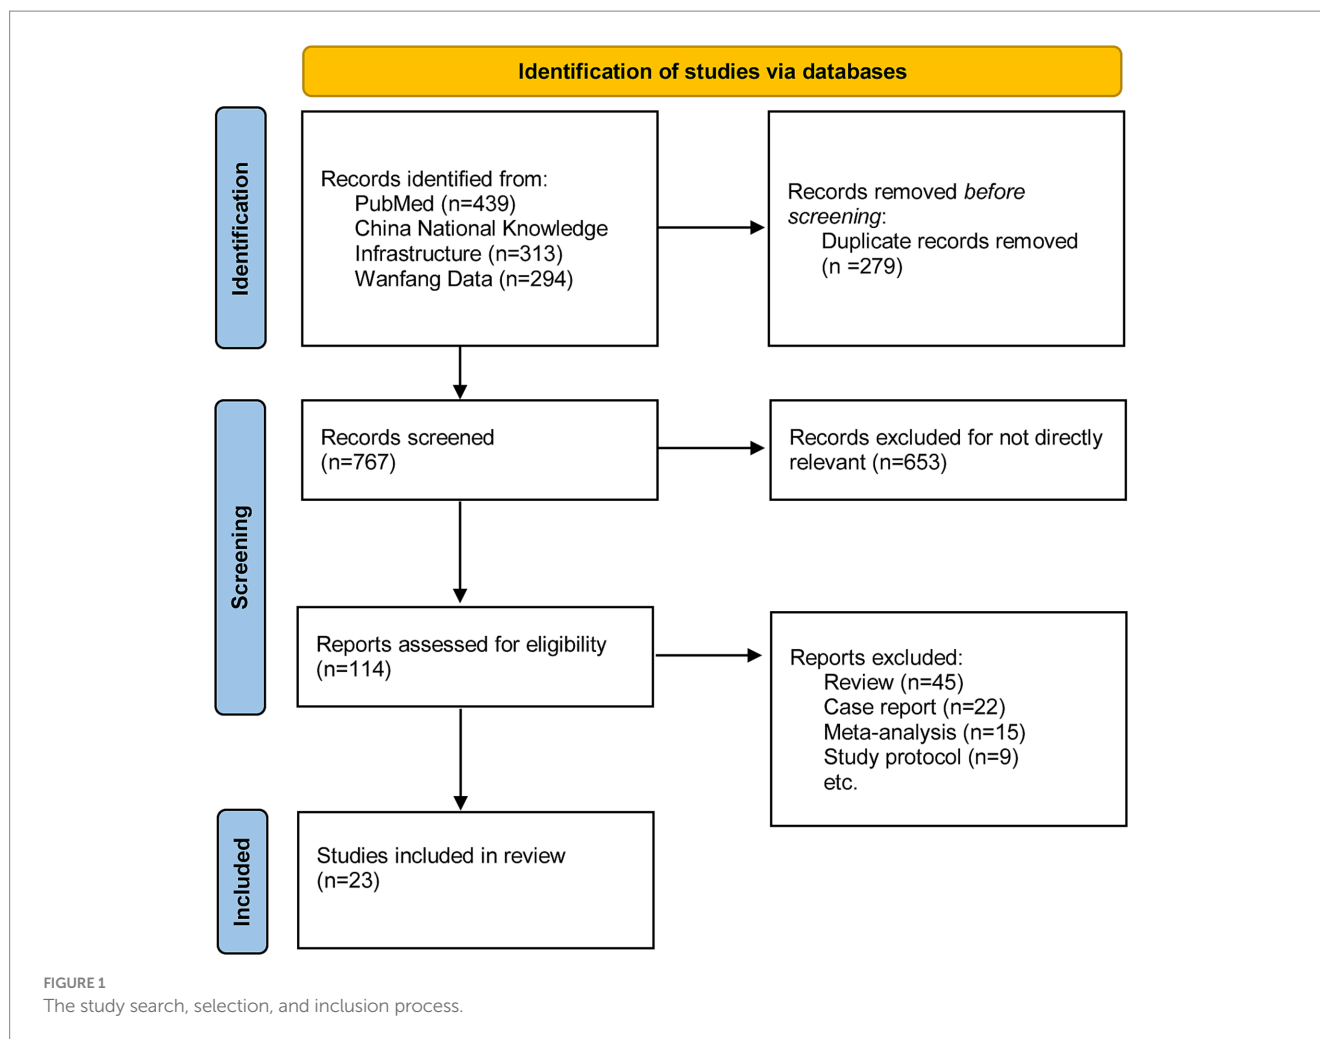 Identification of studies via databases
Identification
Records identified from:
PubMed (n=439)
China National Knowledge
Infrastructure (n=313)
Wanfang Data (n=294)
Records removed before
screening:
Duplicate records removed
(n =279)
Screening
Records screened
(n=767)
Records excluded for not directly
relevant (n=653)
Reports assessed for eligibility
(n=114)
Reports excluded:
Review (n=45)
Case report (n=22)
Meta-analysis (n=15)
Study protocol (n=9)
etc.
Included
Studies included in review
(n=23)
FIGURE 1
The study search, selection, and inclusion process.